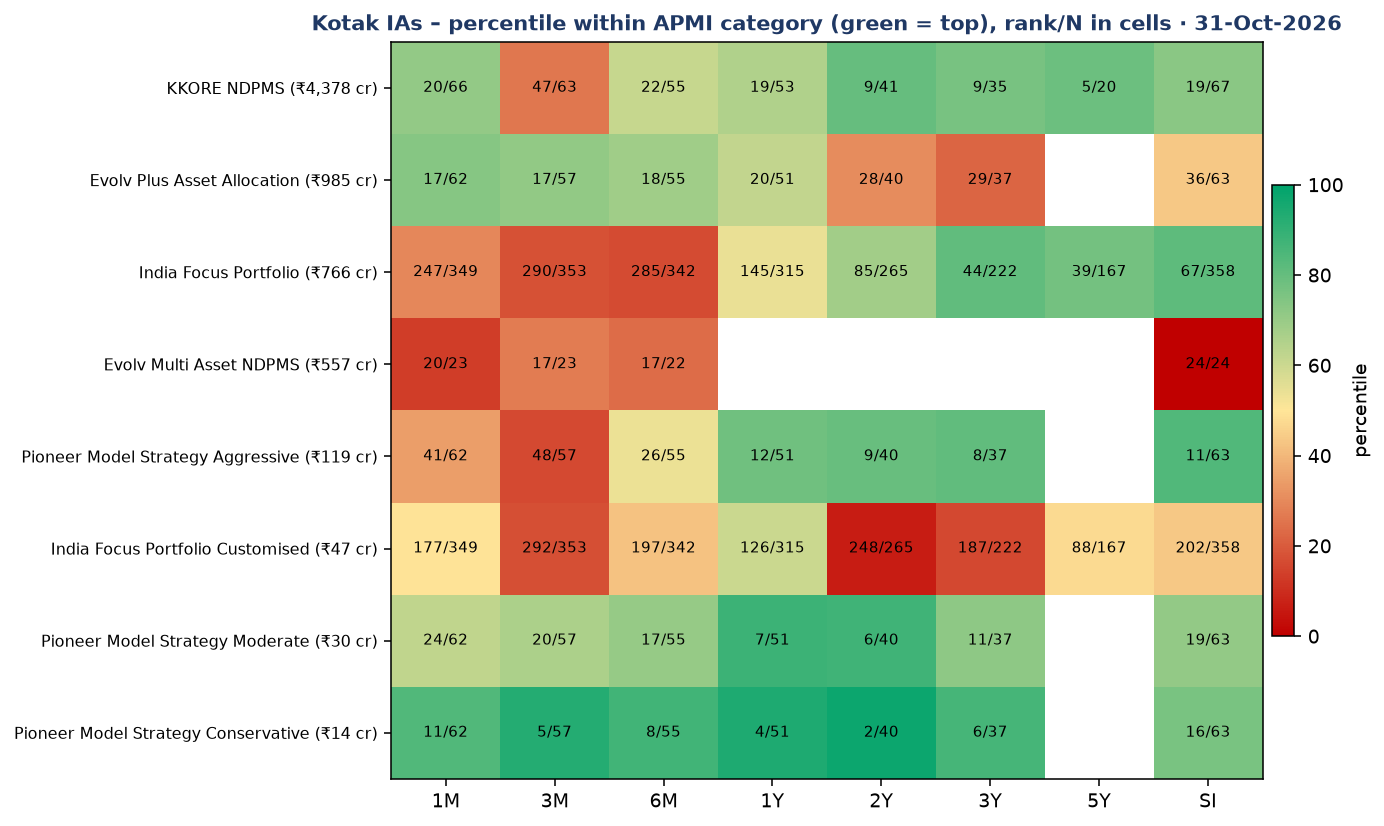 Kotak IAs – percentile within APMI category (green = top), rank/N in cells · 31-Oct-2026
KKORE NDPMS (₹4,378 cr) 20/66 47/63 22/55 19/53 9/41 9/35 5/20 19/67
Evolv Plus Asset Allocation (₹985 cr) 17/62 17/57 18/55 20/51 28/40 29/37 36/63
India Focus Portfolio (₹766 cr) 247/349 290/353 285/342 145/315 85/265 44/222 39/167 67/358
Evolv Multi Asset NDPMS (₹557 cr) 20/23 17/23 17/22 24/24
Pioneer Model Strategy Aggressive (₹119 cr) 41/62 48/57 26/55 12/51 9/40 8/37 11/63
India Focus Portfolio Customised (₹47 cr) 177/349 292/353 197/342 126/315 248/265 187/222 88/167 202/358
Pioneer Model Strategy Moderate (₹30 cr) 24/62 20/57 17/55 7/51 6/40 11/37 19/63
Pioneer Model Strategy Conservative (₹14 cr) 11/62 5/57 8/55 4/51 2/40 6/37 16/63
1M 3M 6M 1Y 2Y 3Y 5Y SI
100
80
60
40
20
0
percentile